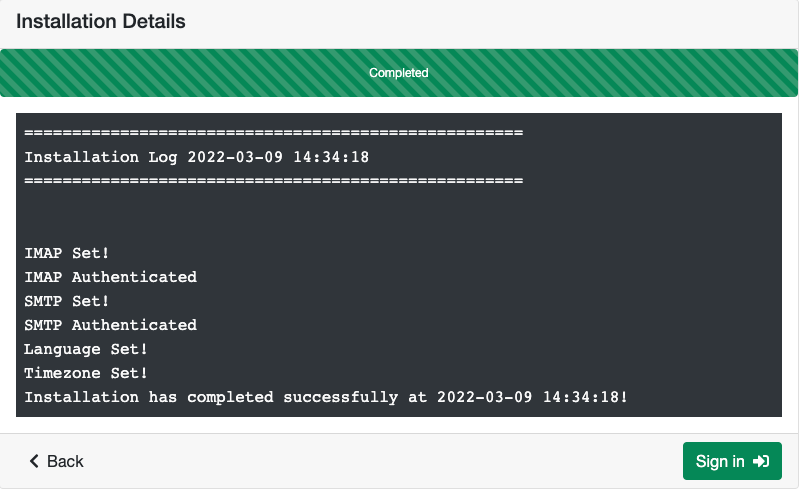 Installation Details
Completed
====================================================
Installation Log 2022-03-09 14:34:18
====================================================
IMAP Set!
IMAP Authenticated
SMTP Set!
SMTP Authenticated
Language Set!
Timezone Set!
Installation has completed successfully at 2022-03-09 14:34:18!
Back
Sign in